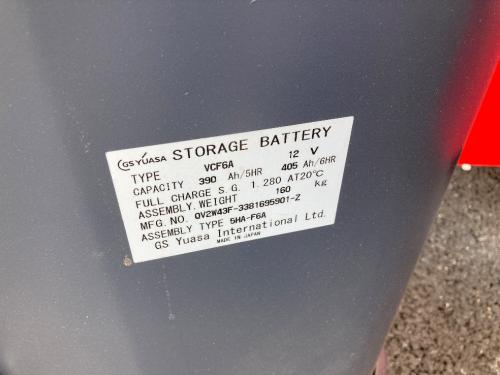 GS YUASA STORAGE BATTERY
TYPE VCF6A 12 V
CAPACITY 390 Ah/5HR 405 Ah/6HR
FULL CHARGE S.G. 1.280 AT20℃
ASSEMBLY.WEIGHT 160 kg
MFG.NO. 0V2W43F-3381695901-Z
ASSEMBLY TYPE 5HA-F6A
GS Yuasa International Ltd.
MADE IN JAPAN